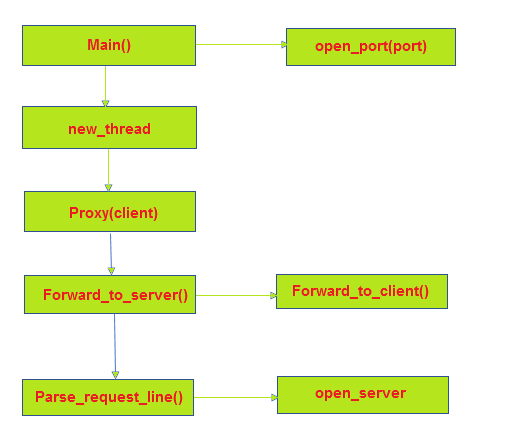 Main()
open_port(port)
new_thread
Proxy(client)
Forward_to_server()
Forward_to_client()
Parse_request_line()
open_server